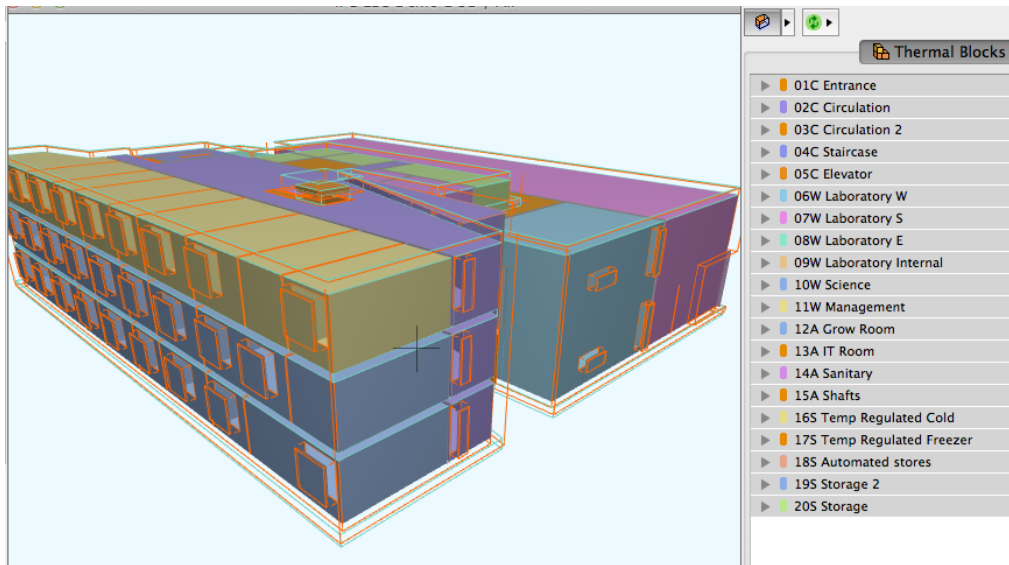 Thermal Blocks
01C Entrance
02C Circulation
03C Circulation 2
04C Staircase
05C Elevator
06W Laboratory W
07W Laboratory S
08W Laboratory E
09W Laboratory Internal
10W Science
11W Management
12A Grow Room
13A IT Room
14A Sanitary
15A Shafts
16S Temp Regulated Cold
17S Temp Regulated Freezer
18S Automated stores
19S Storage 2
20S Storage